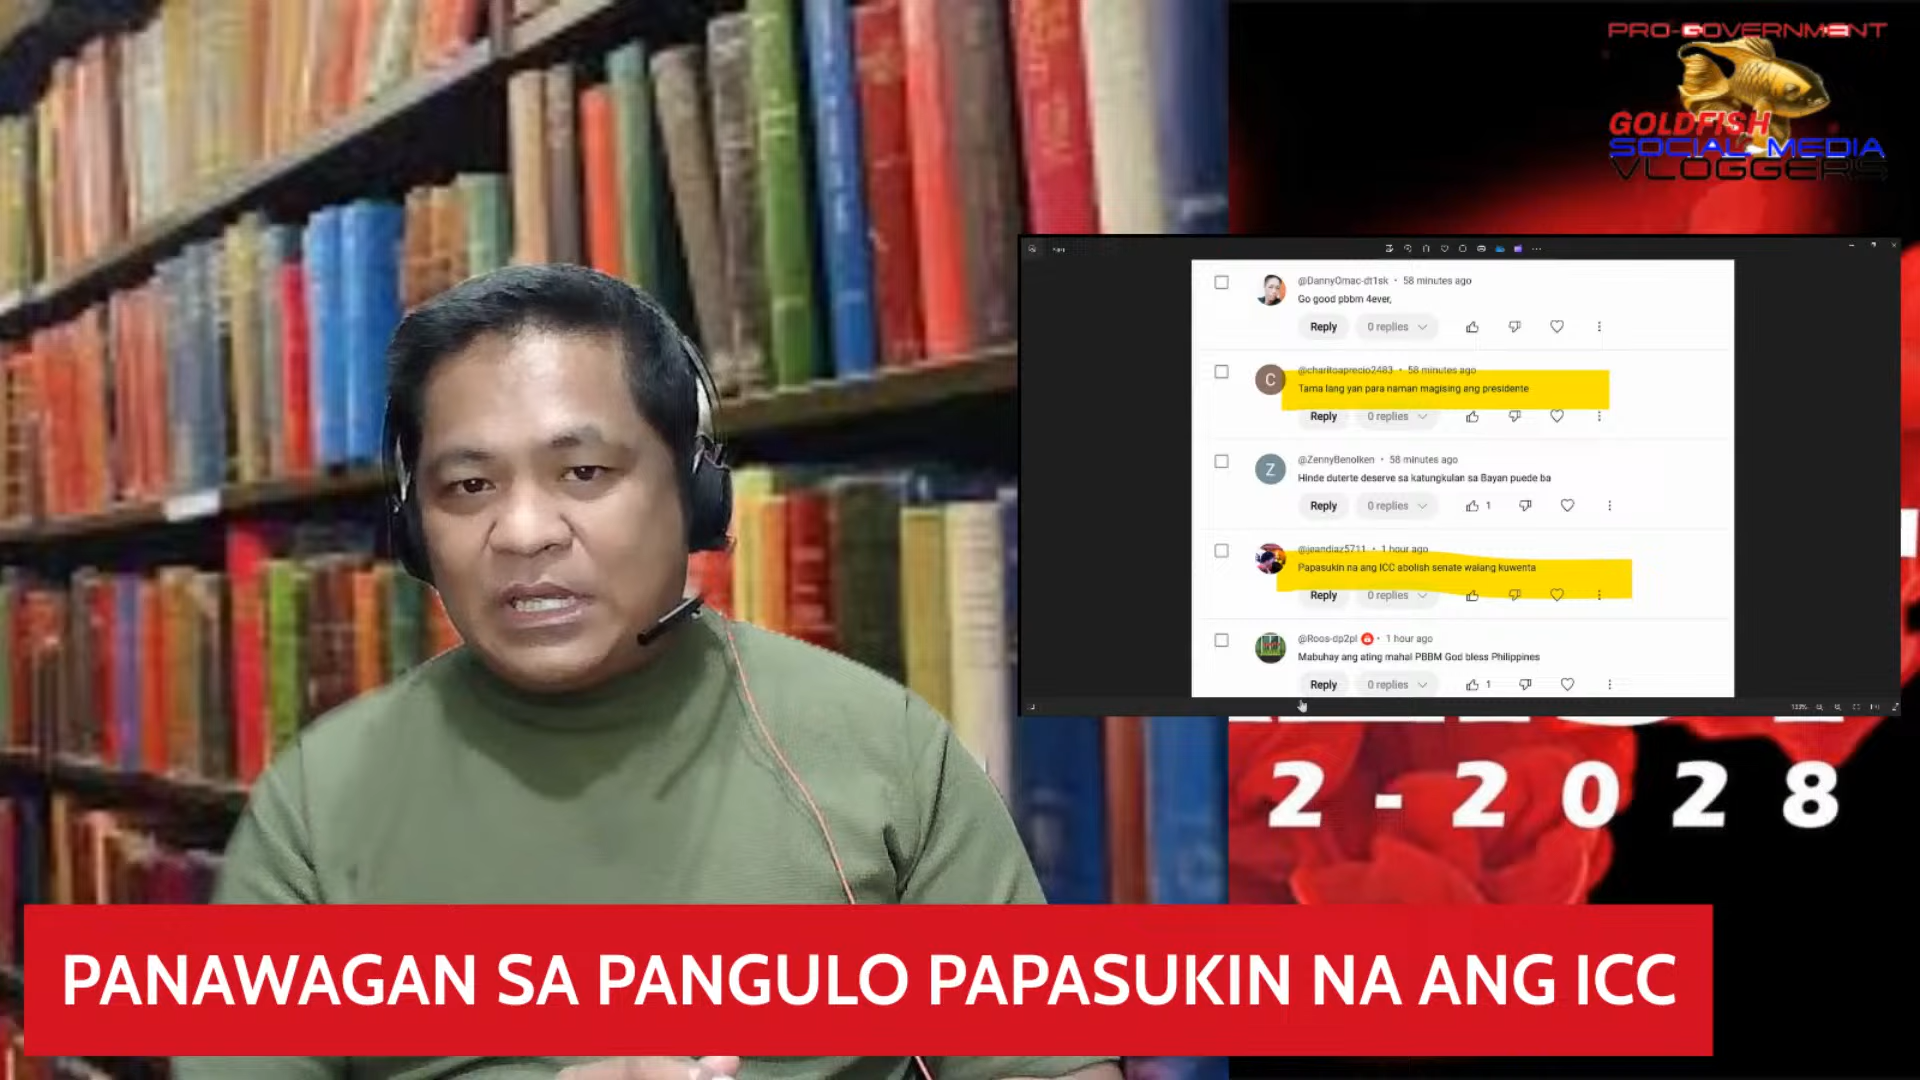 PRO-GOVERNMENT
GOLDFISH
SOCIAL MEDIA
VLOGGERS
@DannyOmac-dt1sk • 58 minutes ago
Go good pbbm 4ever,
Reply 0 replies
C
@charitoaprecio2483 • 58 minutes ago
Tama lang yan para naman magising ang presidente
Reply 0 replies
Z
@ZennyBenolken • 58 minutes ago
Hinde duterte deserve sa katungkulan sa Bayan puede ba
Reply 0 replies 1
@jeandiaz5711 • 1 hour ago
Papasukin na ang ICC abolish senate walang kuwenta
Reply 0 replies
@Roos-dp2pl • 1 hour ago
Mabuhay ang ating mahal PBBM God bless Philippines
Reply 0 replies 1
2 - 2 0 2 8
PANAWAGAN SA PANGULO PAPASUKIN NA ANG ICC